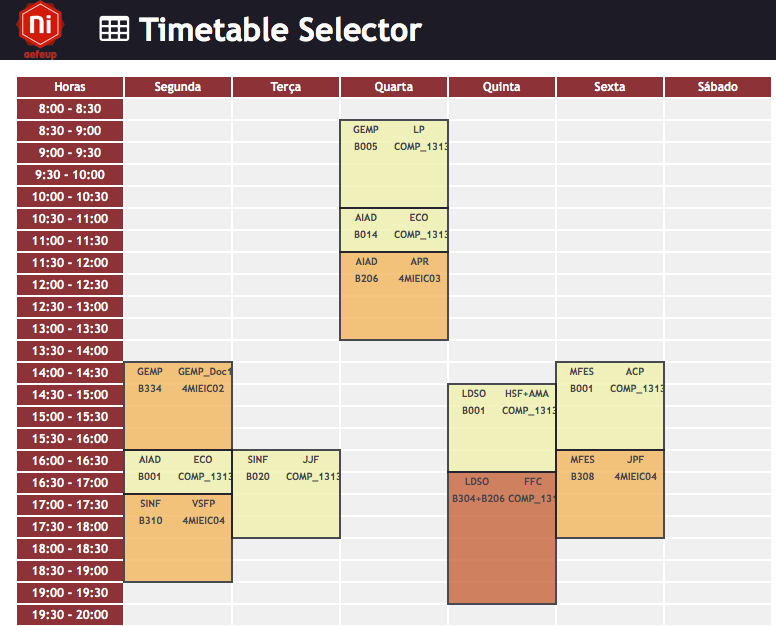 ni
aefeup
Timetable Selector
Horas Segunda Terça Quarta Quinta Sexta Sábado
8:00 - 8:30
8:30 - 9:00
GEMP LP
B005 COMP_1313
9:00 - 9:30
9:30 - 10:00
10:00 - 10:30
10:30 - 11:00
AIAD ECO
B014 COMP_1313
11:00 - 11:30
11:30 - 12:00
AIAD APR
B206 4MIEIC03
12:00 - 12:30
12:30 - 13:00
13:00 - 13:30
13:30 - 14:00
14:00 - 14:30
GEMP GEMP_Doc1
B334 4MIEIC02
MFES ACP
B001 COMP_1313
14:30 - 15:00
LDSO HSF+AMA
B001 COMP_1313
15:00 - 15:30
15:30 - 16:00
16:00 - 16:30
AIAD ECO
B001 COMP_1313
SINF JJF
B020 COMP_1313
MFES JPF
B308 4MIEIC04
16:30 - 17:00
LDSO FFC
B304+B206 COMP_131
17:00 - 17:30
SINF VSFP
B310 4MIEIC04
17:30 - 18:00
18:00 - 18:30
18:30 - 19:00
19:00 - 19:30
19:30 - 20:00